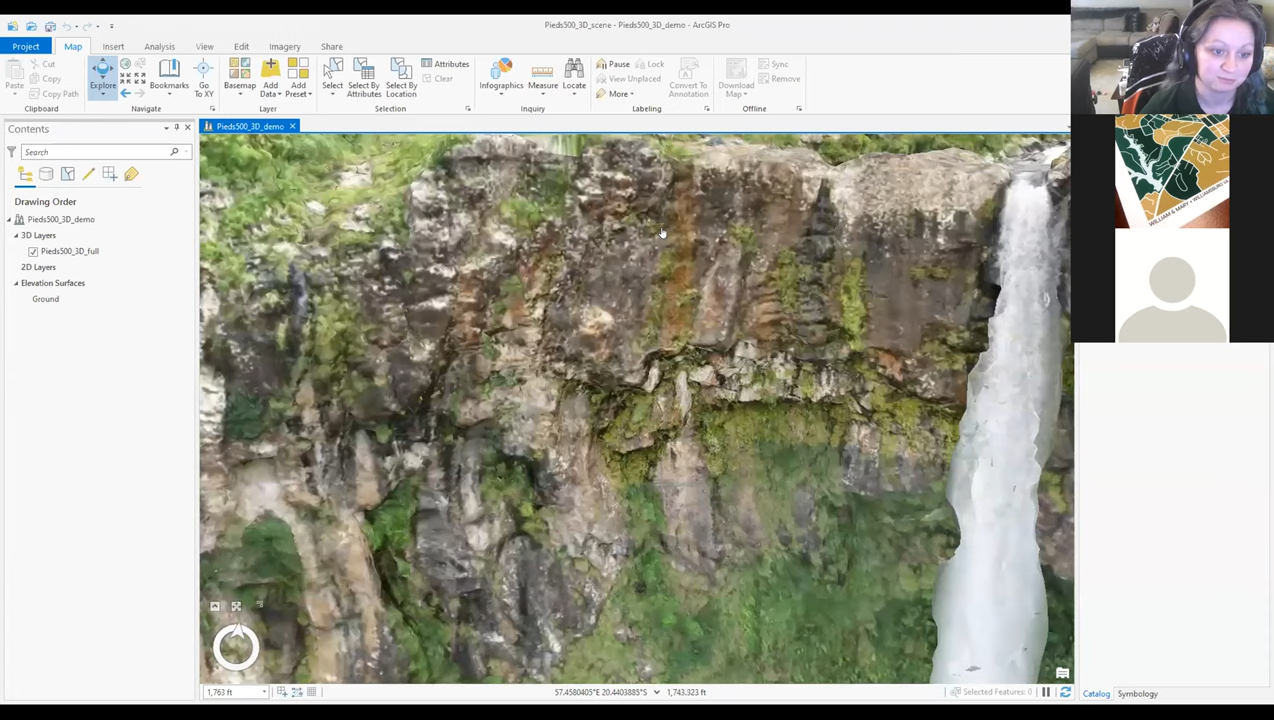 Pieds500_3D_scene - Pieds500_3D_demo - ArcGIS Pro
Project Map Insert Analysis View Edit Imagery Share
Paste Cut Copy Copy Path Clipboard
Explore Bookmarks Go To XY Navigate
Basemap Add Data Add Preset Layer
Select Select By Attributes Select By Location Attributes Clear Selection
Infographics Measure Locate Inquiry
Pause Lock View Unplaced More Convert To Annotation Labeling
Download Map Sync Remove Offline
Contents
Pieds500_3D_demo
Search
Drawing Order
Pieds500_3D_demo
3D Layers
Pieds500_3D_full
2D Layers
Elevation Surfaces
Ground
WILLIAM & MARY • WILLIAMSBURG
1,763 ft
57.4580405°E 20.4403885°S
1,743.323 ft
Selected Features: 0
Catalog Symbology